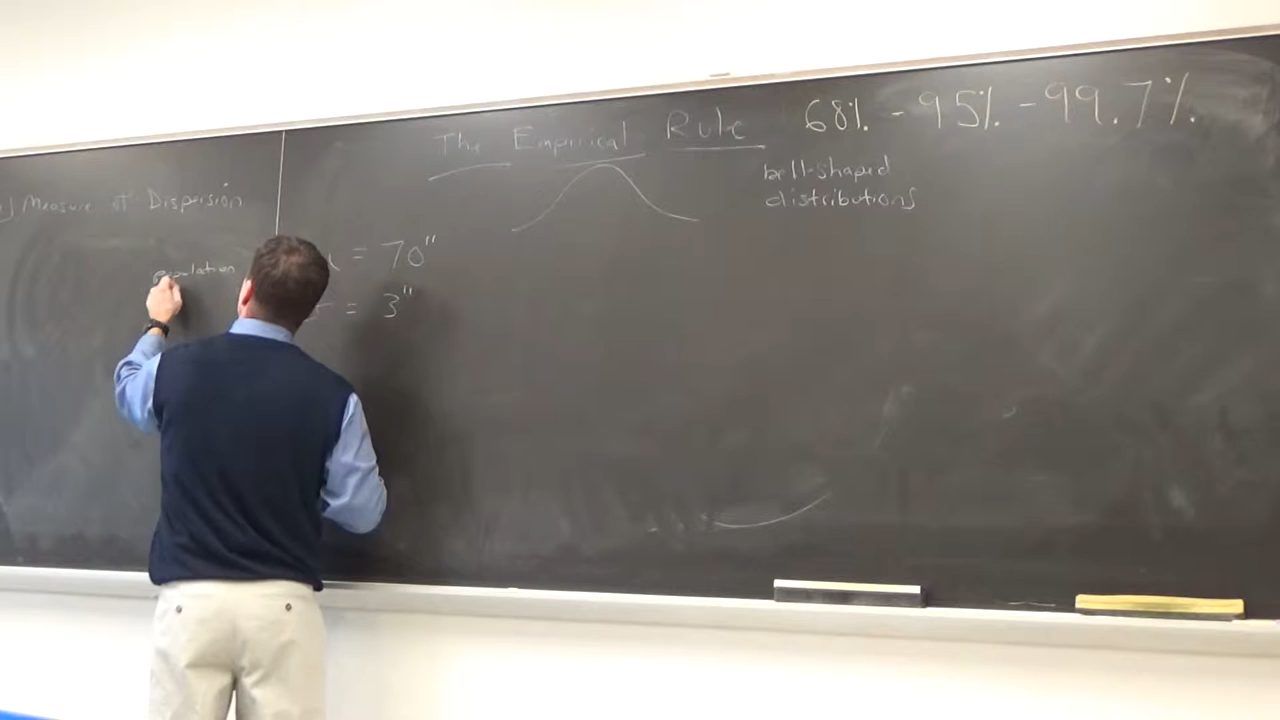 The Empirical Rule 68% - 95% - 99.7%
bell-shaped
distributions
Measure of Dispersion
= 70"
population
= 3"